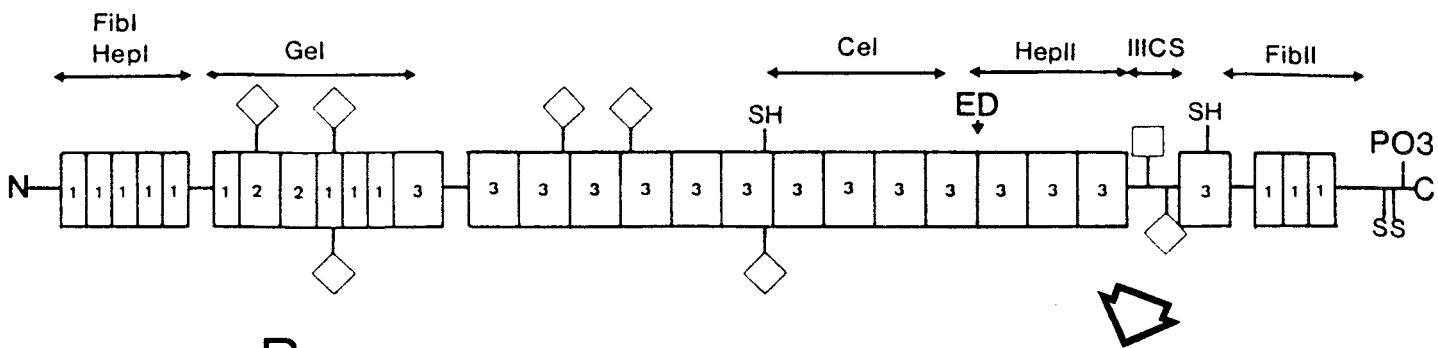 FibI
HepI
GeI
CeI
HepII
IIICS
FibII
SH
ED
SH
PO3
N
1 1 1 1 1
1 2 2 1 1 1 3
3 3 3 3 3 3 3 3 3 3 3 3 3
3
1 1 1
C
SS